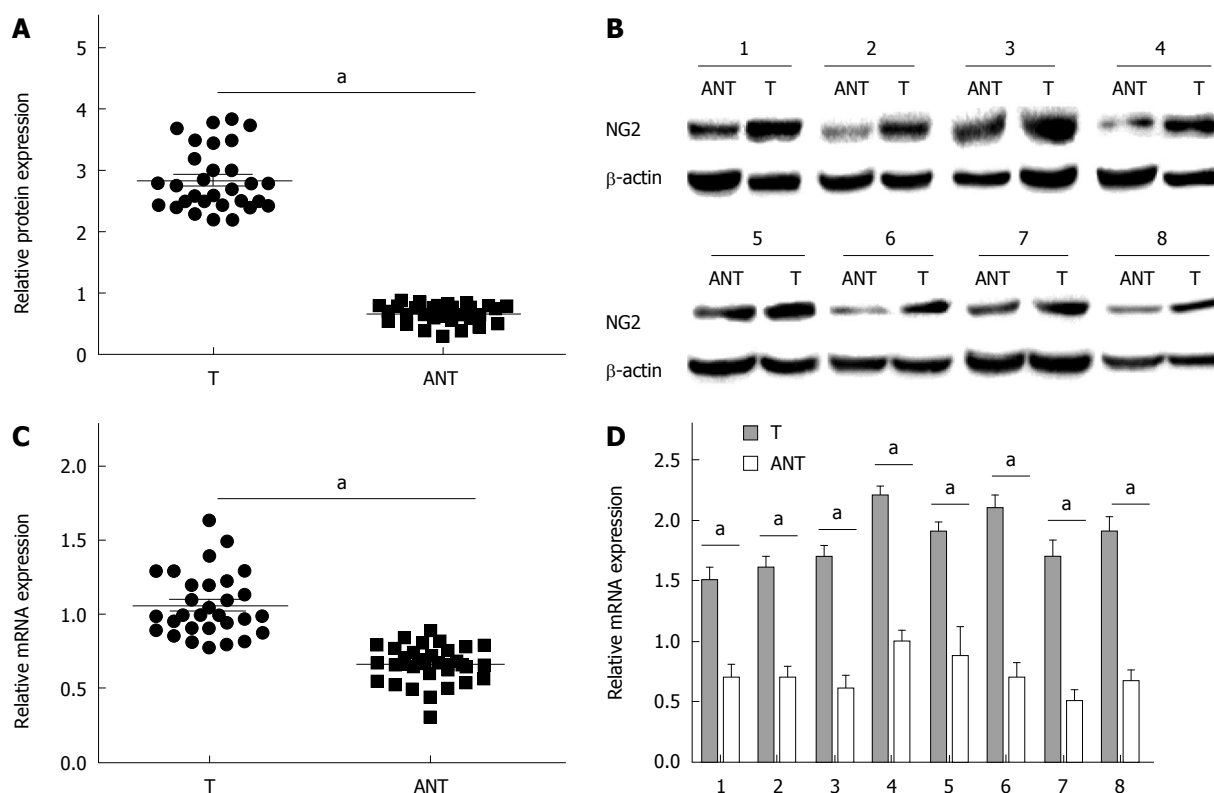 A
Relative protein expression
5
4
3
2
1
0
a
T
ANT
B
1
2
3
4
ANT
T
ANT
T
ANT
T
ANT
T
NG2
β-actin
5
6
7
8
ANT
T
ANT
T
ANT
T
ANT
T
NG2
β-actin
C
Relative mRNA expression
2.0
1.5
1.0
0.5
0.0
a
T
ANT
D
T
ANT
Relative mRNA expression
2.5
2.0
1.5
1.0
0.5
0.0
a
a
a
a
a
a
a
a
1
2
3
4
5
6
7
8